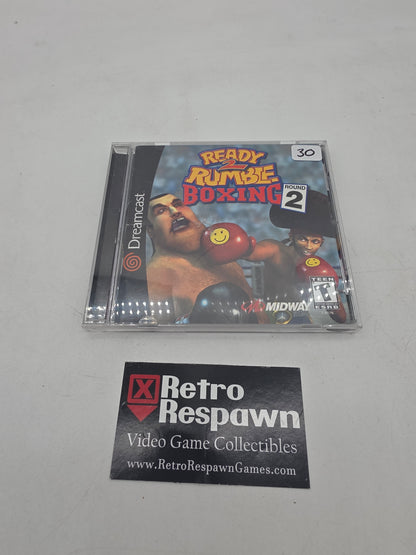 30
READY
2
RUMBLE
BOXING
ROUND
2
Dreamcast
MIDWAY
TEEN
T
ESRB
X Retro
Respawn
Video Game Collectibles
www.RetroRespawnGames.com